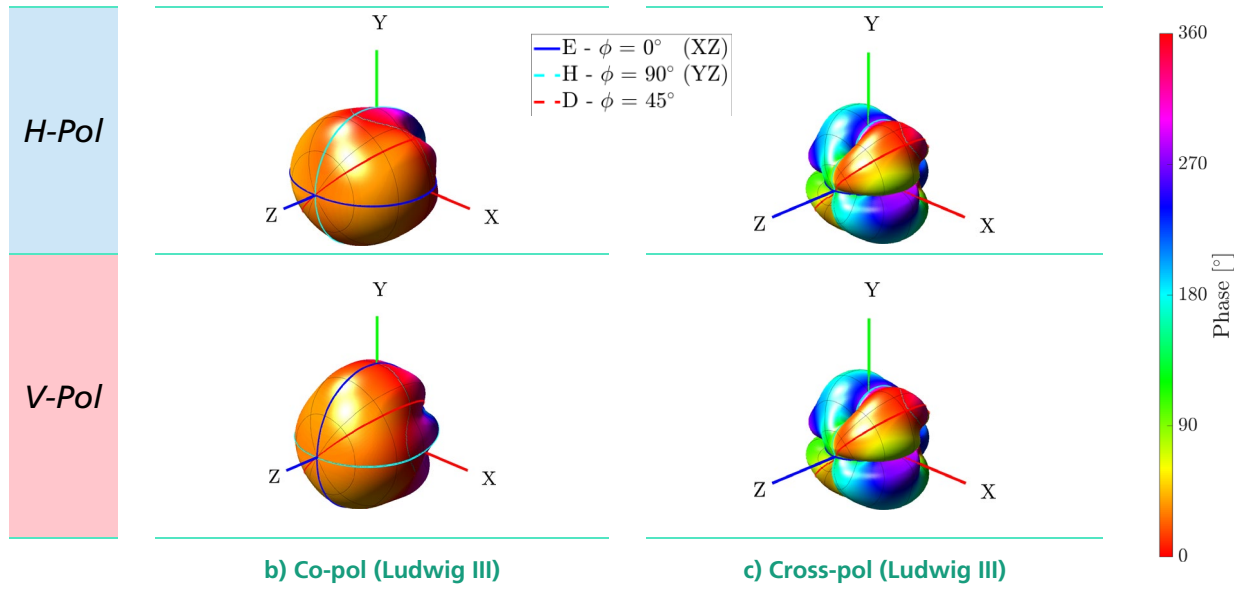 H-Pol
Y
Z
X
E - ϕ = 0° (XZ)
H - ϕ = 90° (YZ)
D - ϕ = 45°
Y
Z
X
V-Pol
Y
Z
X
Y
Z
X
360
270
180
90
0
Phase [°]
b) Co-pol (Ludwig III)
c) Cross-pol (Ludwig III)